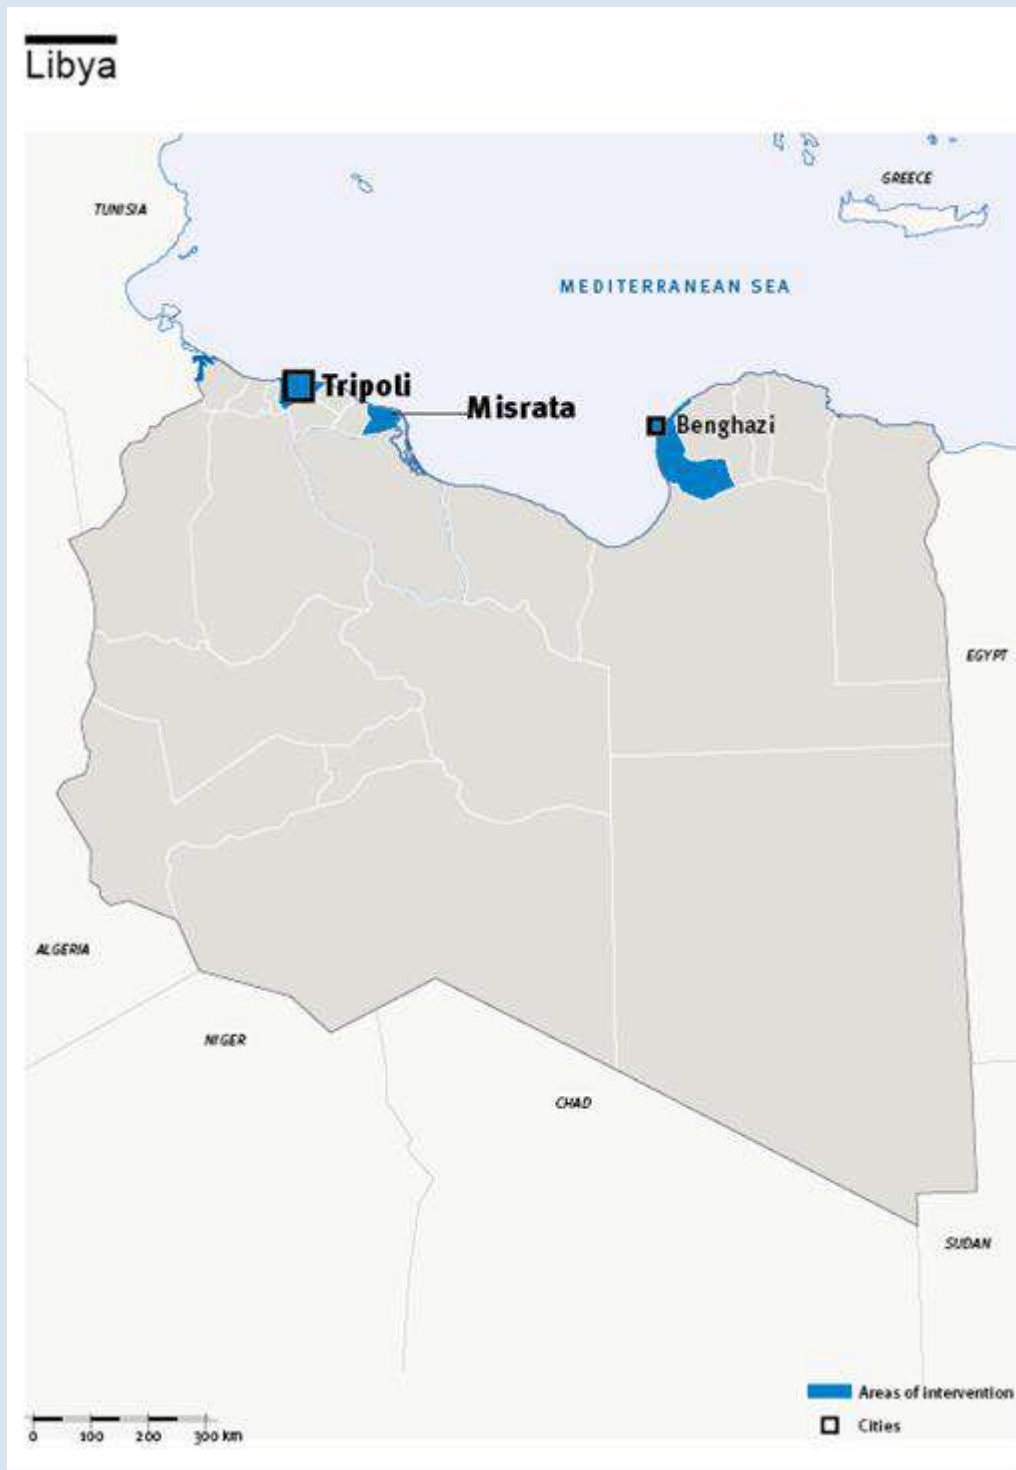 Libya
TUNISIA
GREECE
MEDITERRANEAN SEA
Tripoli
Misrata
Benghazi
EGYPT
ALGERIA
NIGER
CHAD
SUDAN
Areas of intervention
Cities
0 100 200 300 km